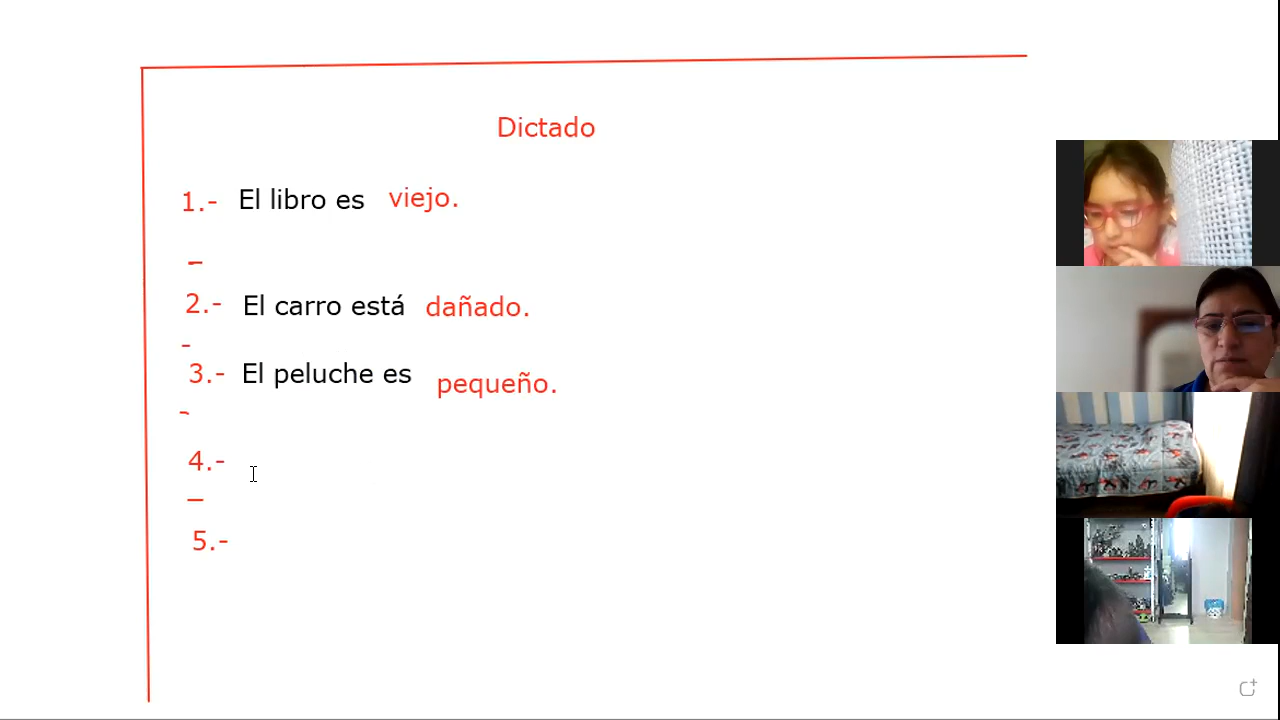 Dictado
1.- El libro es viejo.
-
2.- El carro está dañado.
-
3.- El peluche es pequeño.
-
4.-
-
5.-